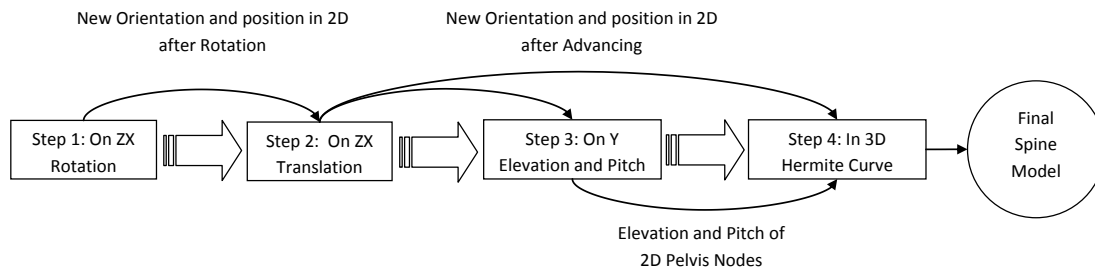 New Orientation and position in 2D
after Rotation
New Orientation and position in 2D
after Advancing
Step 1: On ZX
Rotation
Step 2:  On ZX
Translation
Step 3: On Y
Elevation and Pitch
Step 4: In 3D
Hermite Curve
Final
Spine
Model
Elevation and Pitch of
2D Pelvis Nodes